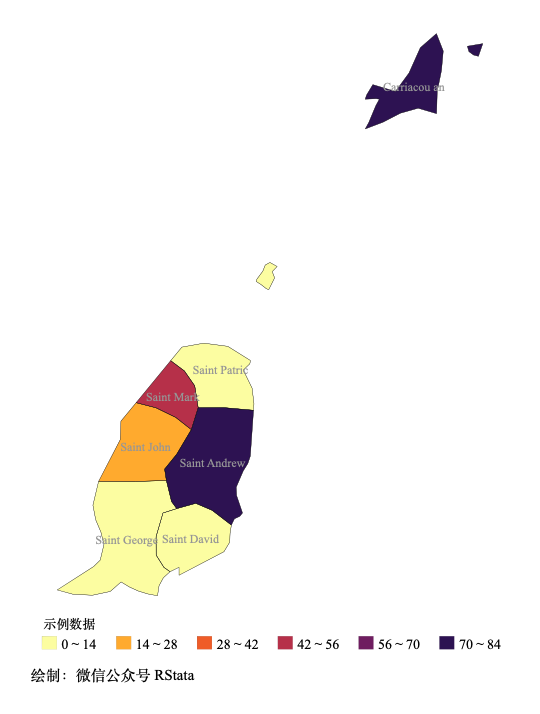 Carriacou an
Saint Patric
Saint Mark
Saint John
Saint Andrew
Saint George
Saint David
示例数据
0 ~ 14
14 ~ 28
28 ~ 42
42 ~ 56
56 ~ 70
70 ~ 84
绘制：微信公众号 RStata